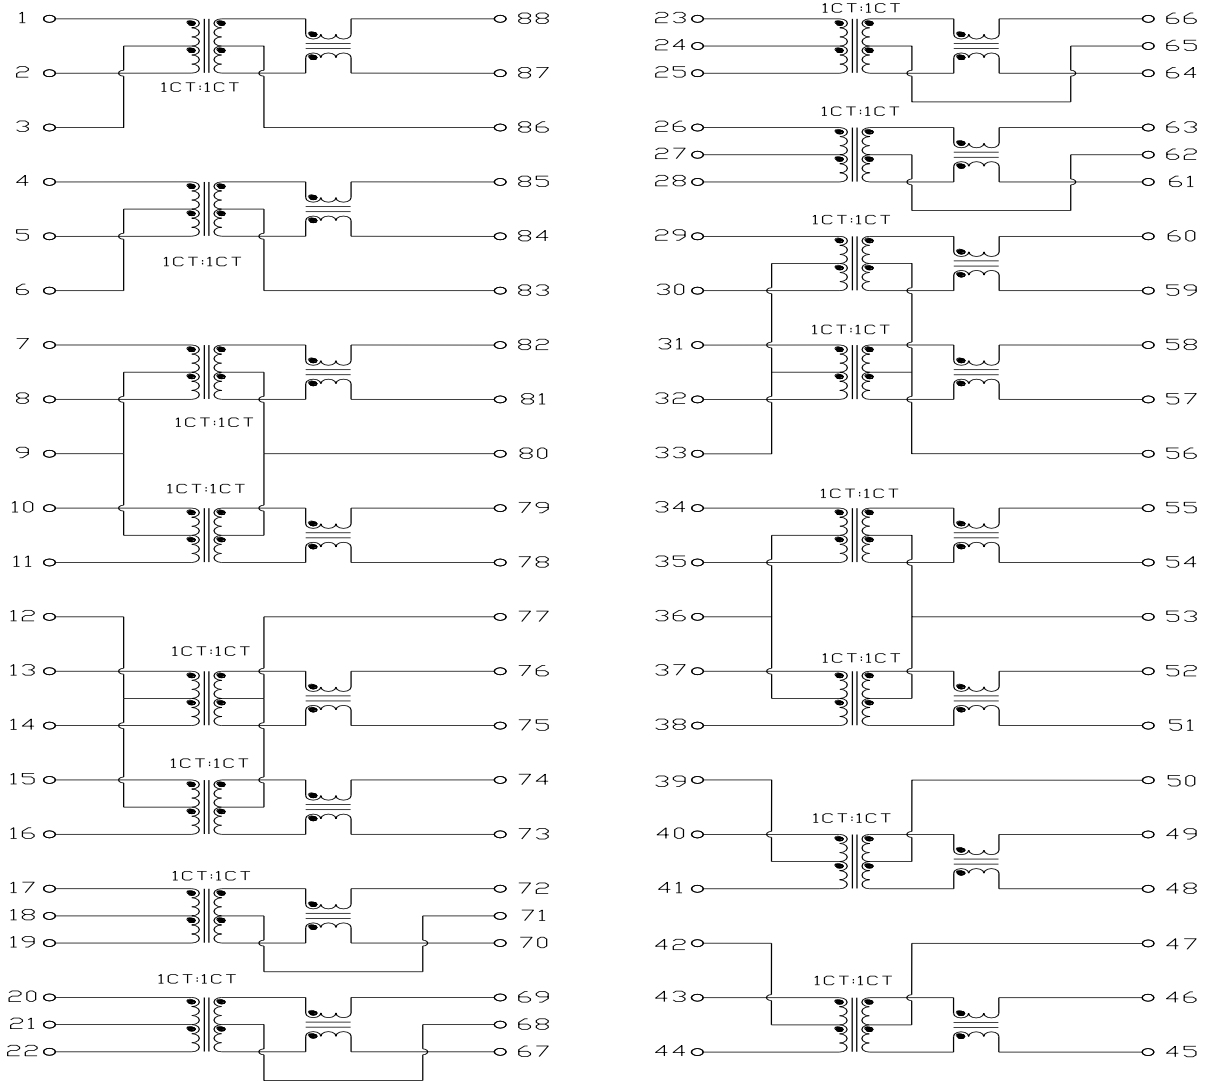 1 88
2 87
1CT:1CT
3 86
4 85
5 84
1CT:1CT
6 83
7 82
8 81
1CT:1CT
9 80
1CT:1CT
10 79
11 78
12 77
1CT:1CT
13 76
14 75
1CT:1CT
15 74
16 73
1CT:1CT
17 72
18 71
19 70
1CT:1CT
20 69
21 68
22 67
1CT:1CT
23 66
24 65
25 64
1CT:1CT
26 63
27 62
28 61
1CT:1CT
29 60
30 59
1CT:1CT
31 58
32 57
33 56
1CT:1CT
34 55
35 54
36 53
1CT:1CT
37 52
38 51
39 50
1CT:1CT
40 49
41 48
42 47
1CT:1CT
43 46
44 45